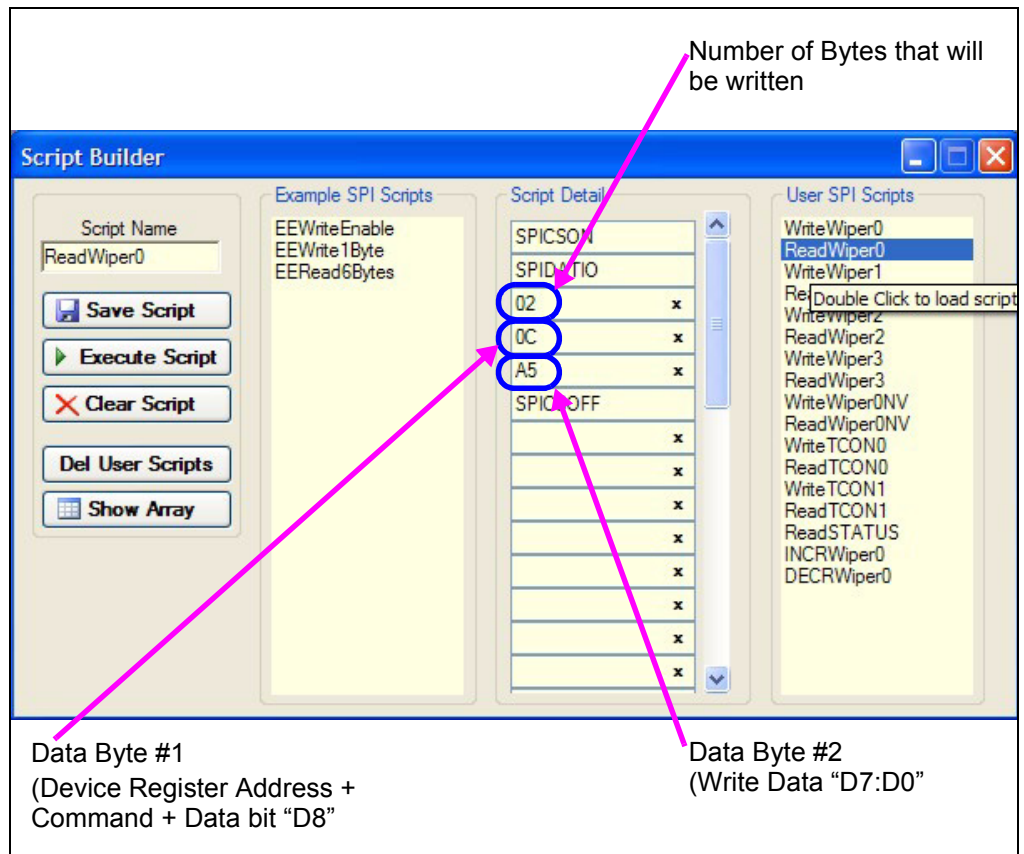 Number of Bytes that will
be written
Script Builder
Script Name
ReadWiper0
Save Script
Execute Script
Clear Script
Del User Scripts
Show Array
Example SPI Scripts
EEWriteEnable
EEWrite1Byte
EERead6Bytes
Script Detail
SPICSON
SPIDATIO
02 x
0C x
A5 x
SPICSOFF
x
x
x
x
x
x
x
x
User SPI Scripts
WriteWiper0
ReadWiper0
WriteWiper1
Double Click to load script
WriteWiper2
ReadWiper2
WriteWiper3
ReadWiper3
WriteWiper0NV
ReadWiper0NV
WriteTCON0
ReadTCON0
WriteTCON1
ReadTCON1
ReadSTATUS
INCRWiper0
DECRWiper0
Data Byte #1
(Device Register Address +
Command + Data bit “D8”
Data Byte #2
(Write Data “D7:D0”